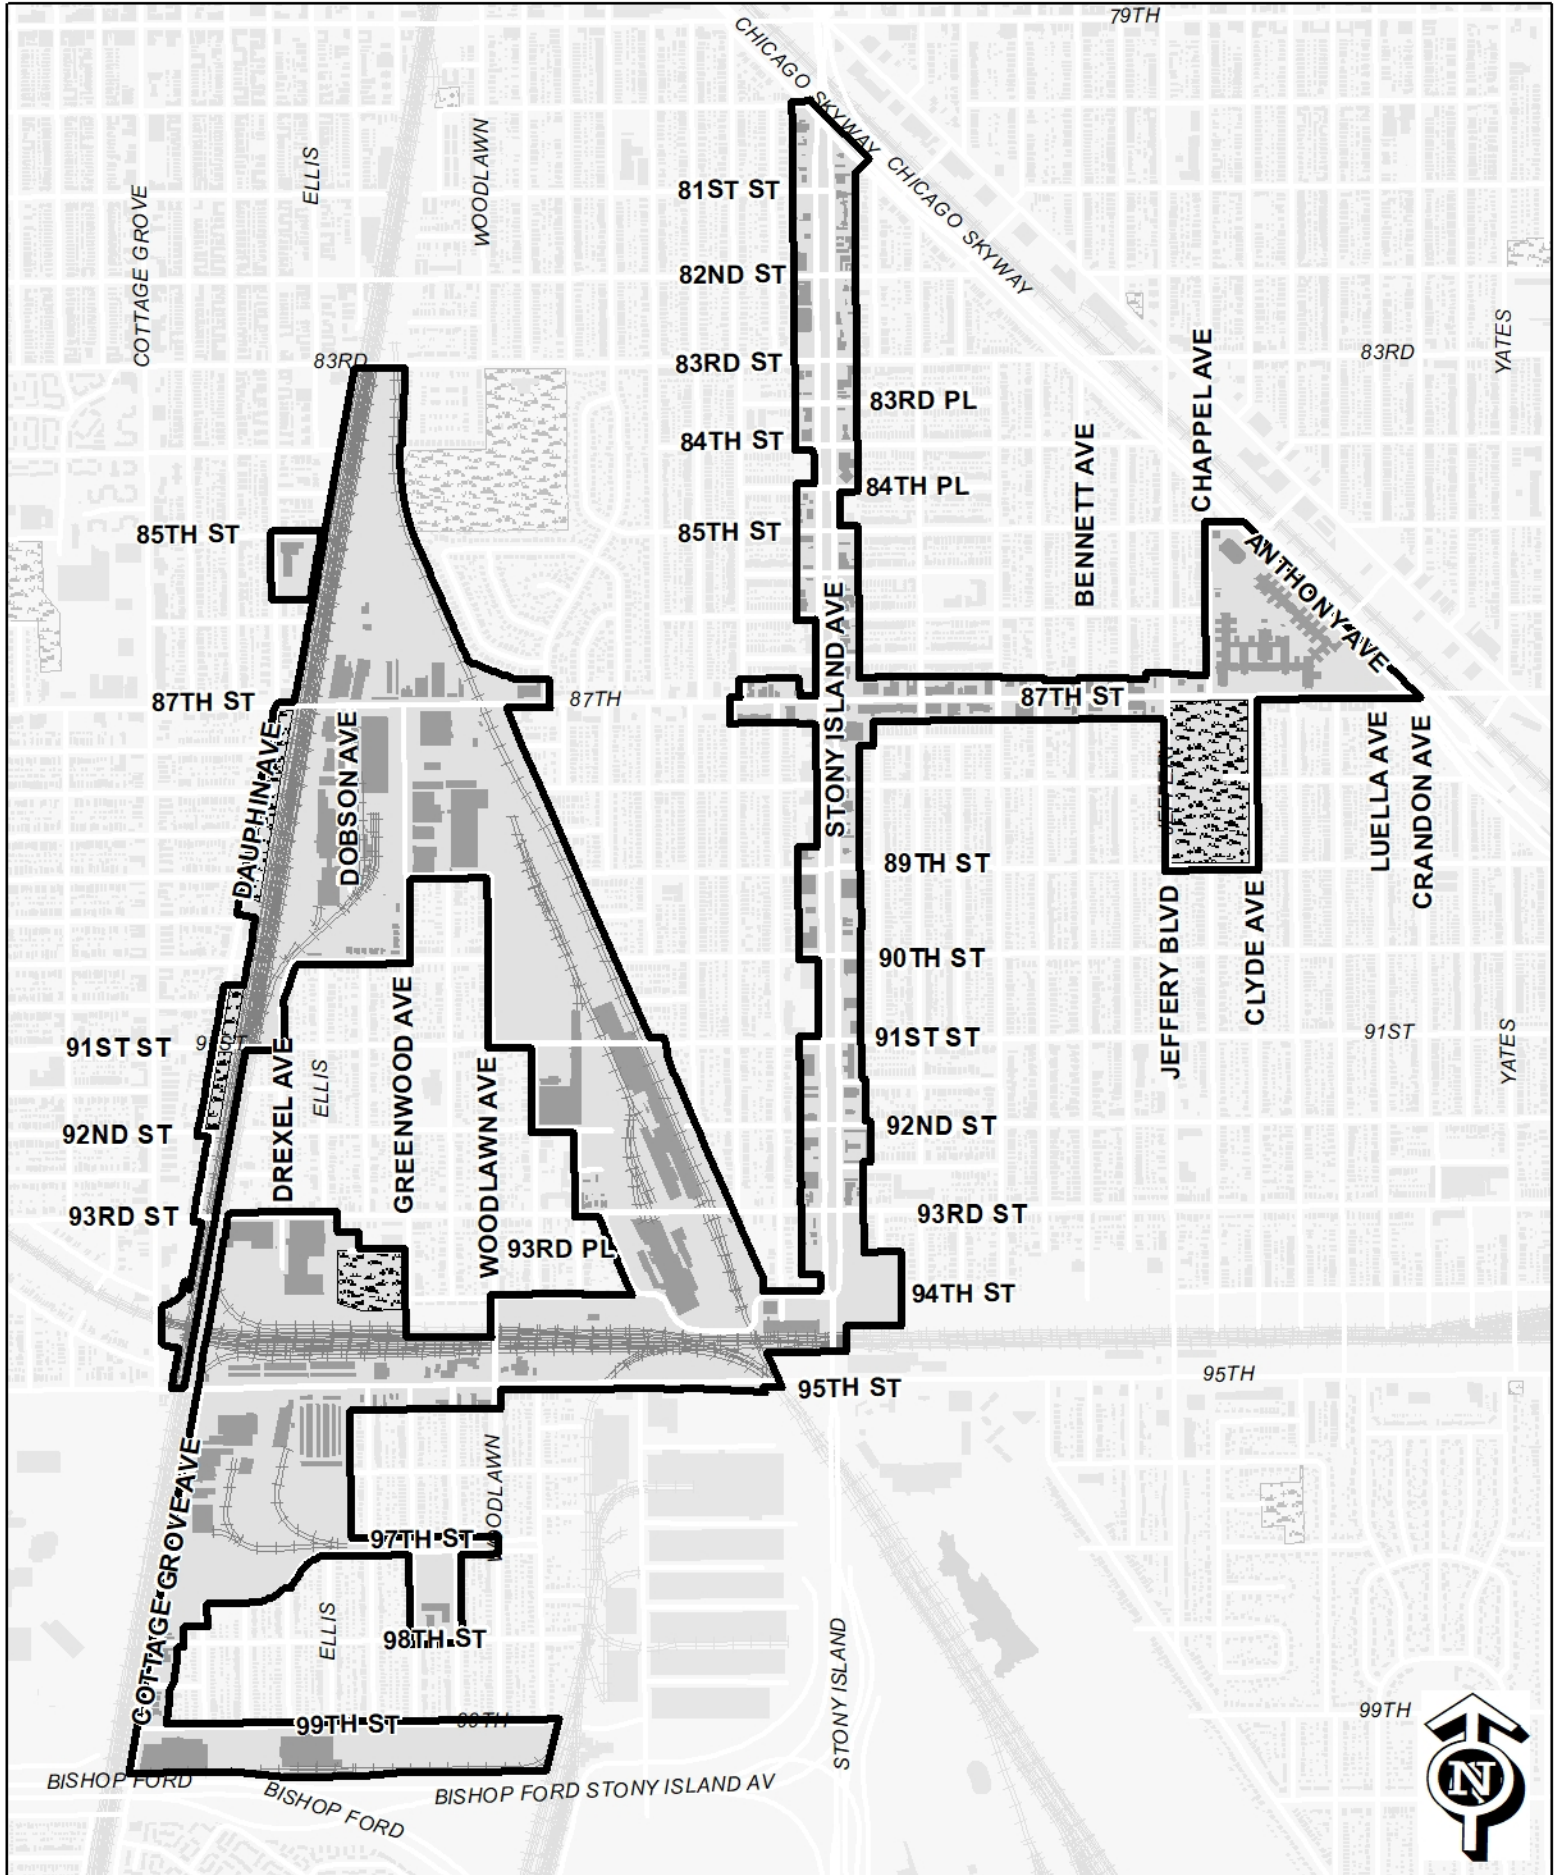 79TH
CHICAGO SKYWAY
CHICAGO SKYWAY
ELLIS
WOODLAWN
COTTAGE GROVE
81ST ST
82ND ST
YATES
83RD
83RD ST
83RD
CHAPPEL AVE
83RD PL
84TH ST
BENNETT AVE
84TH PL
85TH ST
85TH ST
ANTHONY AVE
STONY ISLAND AVE
87TH ST
87TH
87TH ST
DAUPHIN AVE
DOBSON AVE
LUELLA AVE
CRANDON AVE
89TH ST
JEFFERY BLVD
CLYDE AVE
90TH ST
91ST ST
91ST ST
91ST
YATES
DREXEL AVE
ELLIS
GREENWOOD AVE
WOODLAWN AVE
92ND ST
92ND ST
93RD ST
93RD ST
93RD PL
94TH ST
95TH
95TH ST
COTTAGE GROVE AVE
WOODLAWN
97TH ST
ELLIS
98TH ST
STONY ISLAND
99TH ST
99TH
99TH
BISHOP FORD
BISHOP FORD
BISHOP FORD STONY ISLAND AV
N